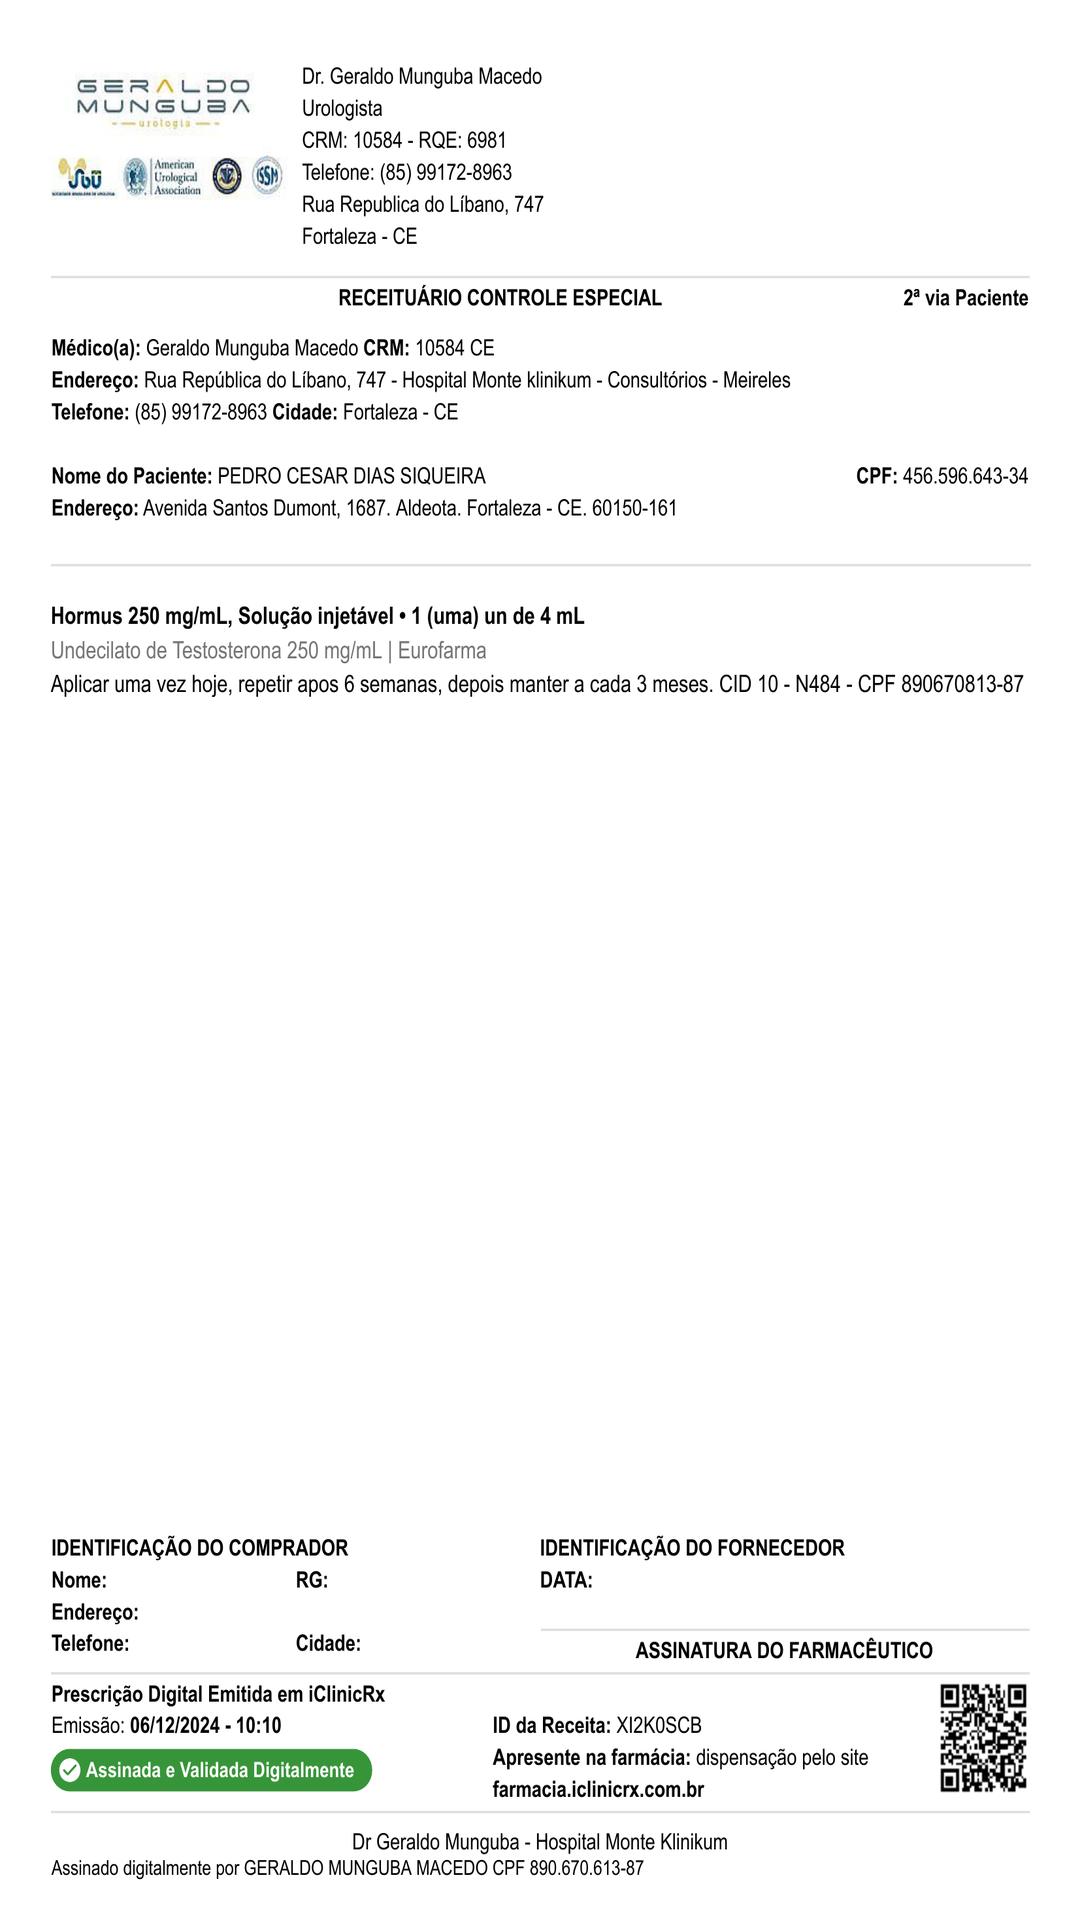 GERALDO
MUNGUBA
urologia
SBU
SOCIEDADE BRASILEIRA DE UROLOGIA
American
Urological
Association
ISSM
Dr. Geraldo Munguba Macedo
Urologista
CRM: 10584 - RQE: 6981
Telefone: (85) 99172-8963
Rua Republica do Líbano, 747
Fortaleza - CE
RECEITUÁRIO CONTROLE ESPECIAL 2ª via Paciente
Médico(a): Geraldo Munguba Macedo CRM: 10584 CE
Endereço: Rua República do Líbano, 747 - Hospital Monte klinikum - Consultórios - Meireles
Telefone: (85) 99172-8963 Cidade: Fortaleza - CE
Nome do Paciente: PEDRO CESAR DIAS SIQUEIRA CPF: 456.596.643-34
Endereço: Avenida Santos Dumont, 1687. Aldeota. Fortaleza - CE. 60150-161
Hormus 250 mg/mL, Solução injetável • 1 (uma) un de 4 mL
Undecilato de Testosterona 250 mg/mL | Eurofarma
Aplicar uma vez hoje, repetir apos 6 semanas, depois manter a cada 3 meses. CID 10 - N484 - CPF 890670813-87
IDENTIFICAÇÃO DO COMPRADOR
Nome: RG:
Endereço:
Telefone: Cidade:
IDENTIFICAÇÃO DO FORNECEDOR
DATA:
ASSINATURA DO FARMACÊUTICO
Prescrição Digital Emitida em iClinicRx
Emissão: 06/12/2024 - 10:10
Assinada e Validada Digitalmente
ID da Receita: XI2K0SCB
Apresente na farmácia: dispensação pelo site
farmacia.iclinicrx.com.br
Dr Geraldo Munguba - Hospital Monte Klinikum
Assinado digitalmente por GERALDO MUNGUBA MACEDO CPF 890.670.613-87